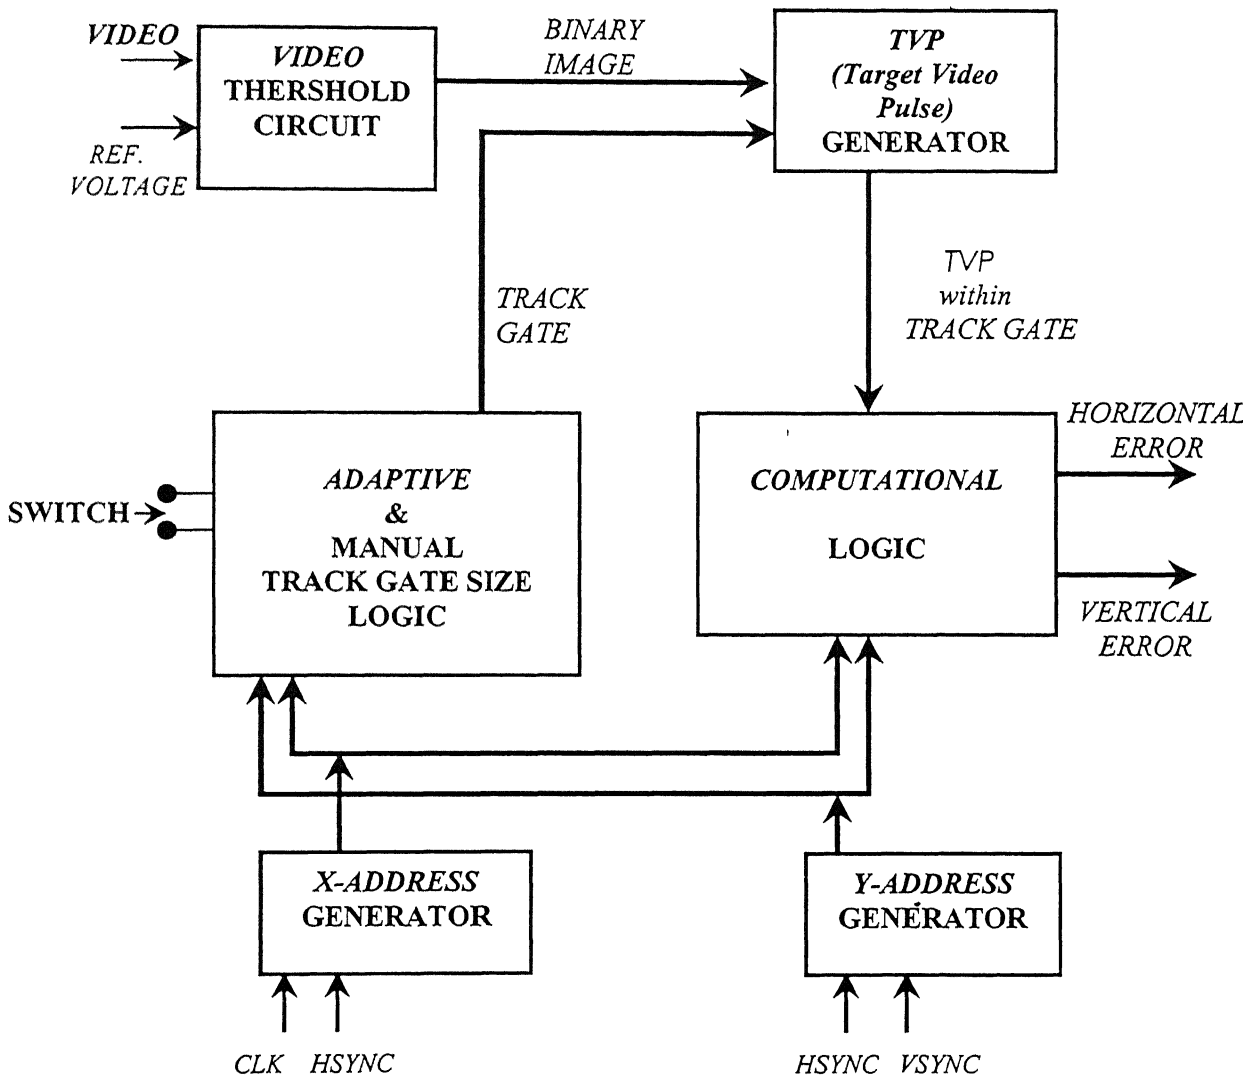 VIDEO
REF.
VOLTAGE
VIDEO
THERSHOLD
CIRCUIT
BINARY
IMAGE
TVP
(Target Video
Pulse)
GENERATOR
TRACK
GATE
TVP
within
TRACK GATE
SWITCH
ADAPTIVE
&
MANUAL
TRACK GATE SIZE
LOGIC
COMPUTATIONAL
LOGIC
HORIZONTAL
ERROR
VERTICAL
ERROR
X-ADDRESS
GENERATOR
Y-ADDRESS
GENERATOR
CLK HSYNC
HSYNC VSYNC